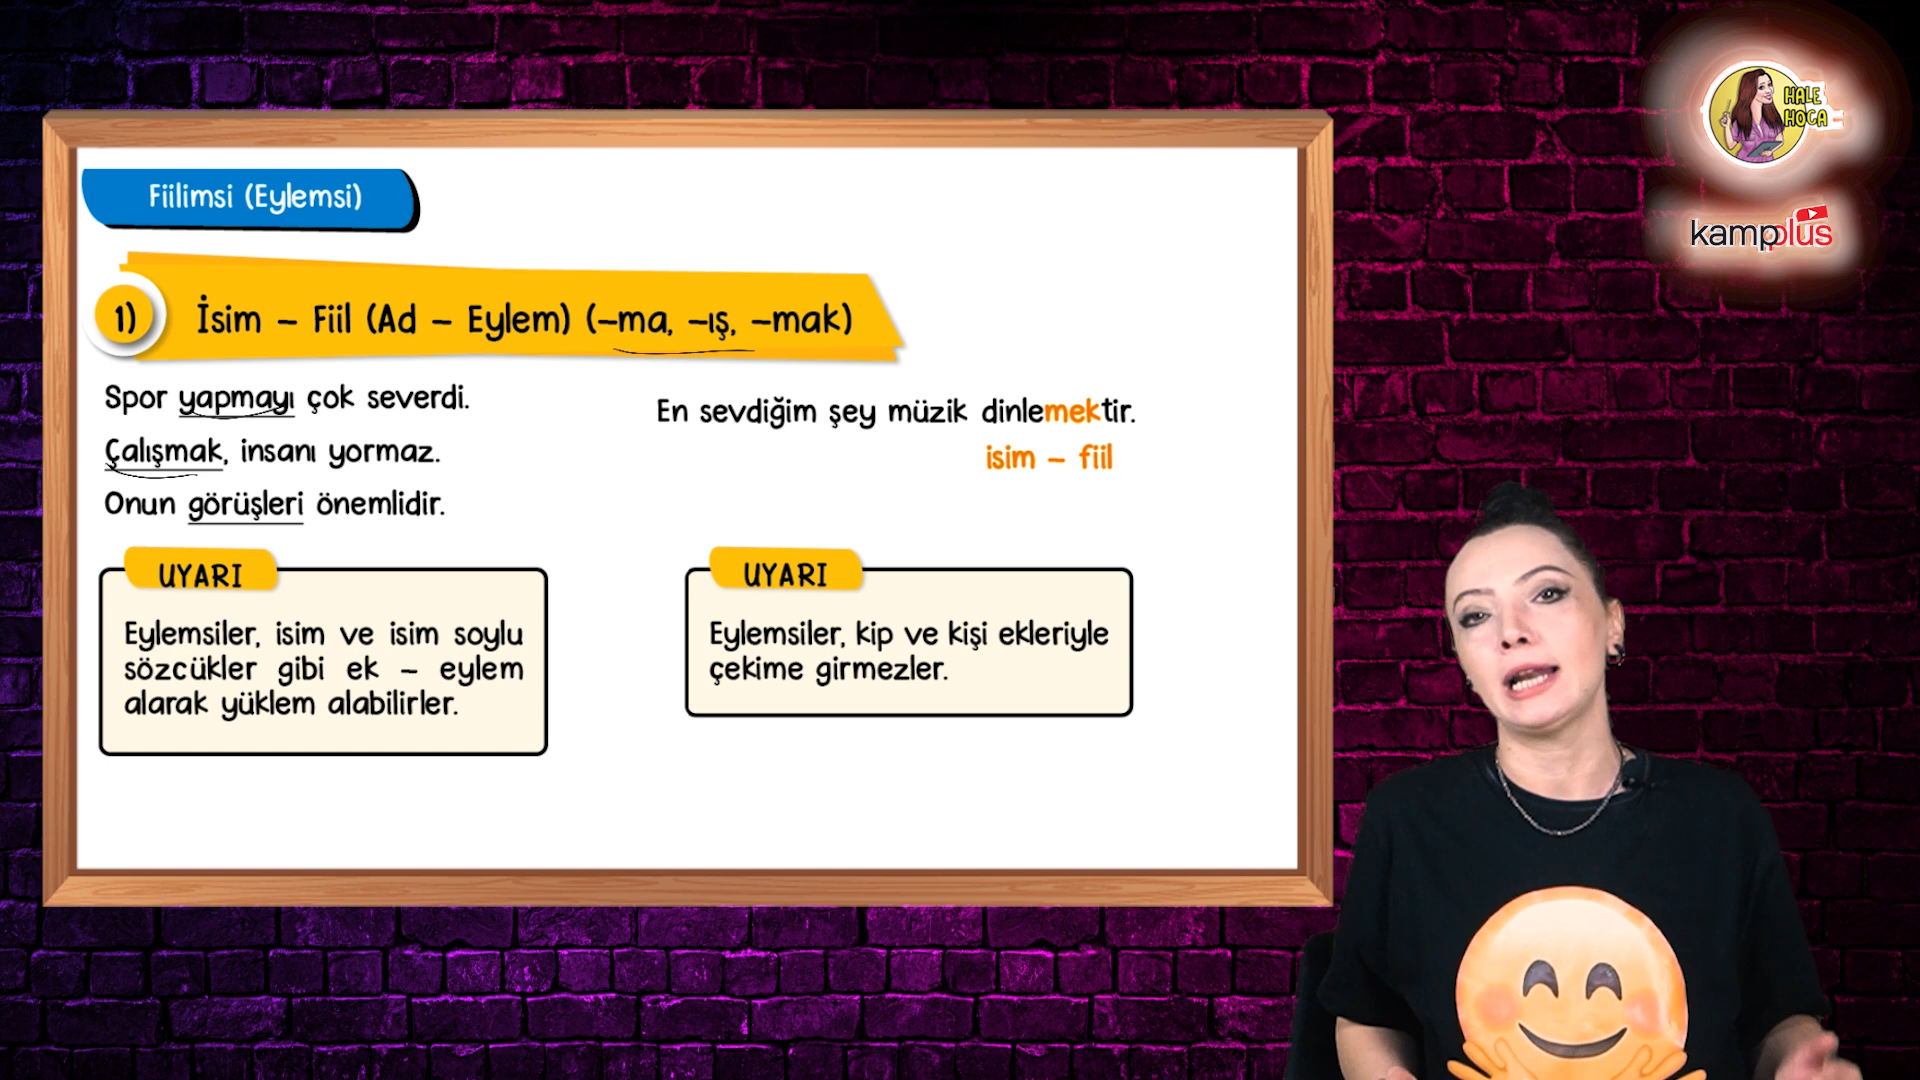 Fiilimsi (Eylemsi)
1) İsim – Fiil (Ad – Eylem) (–ma, –ış, –mak)
Spor yapmayı çok severdi.
Çalışmak, insanı yormaz.
Onun görüşleri önemlidir.
En sevdiğim şey müzik dinlemektir.
isim – fiil
UYARI
Eylemsiler, isim ve isim soylu
sözcükler gibi ek – eylem
alarak yüklem alabilirler.
UYARI
Eylemsiler, kip ve kişi ekleriyle
çekime girmezler.
HALE
HOCA
kampplus